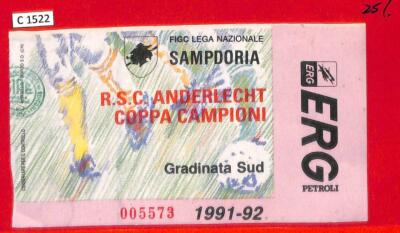 C 1522
25/.
FIGC LEGA NAZIONALE
SAMPDORIA
R.S.C. ANDERLECHT
COPPA CAMPIONI
Gradinata Sud
005573 1991-92
ERG
ERG
PETROLI